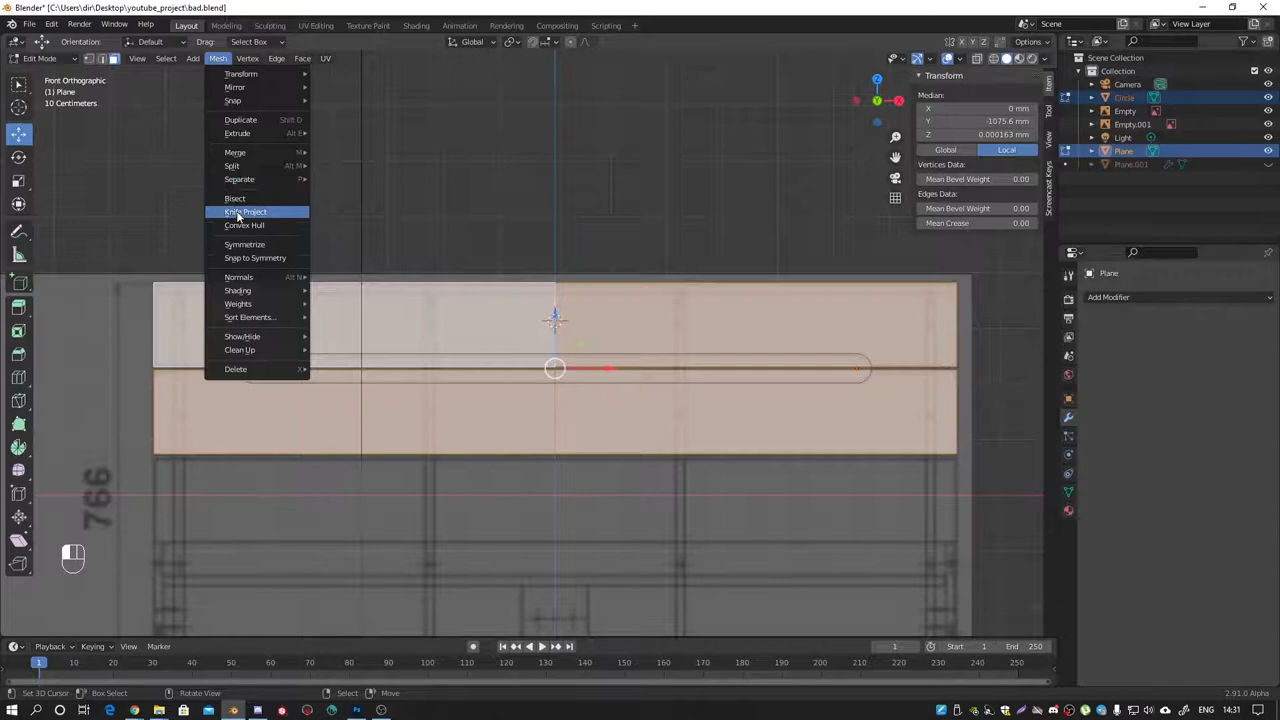 Blender* [C:\Users\dir\Desktop\youtube_project\bad.blend]
File Edit Render Window Help Layout Modeling Sculpting UV Editing Texture Paint Shading Animation Rendering Compositing Scripting + Scene View Layer
Orientation: Default Drag: Select Box Global X Y Z Options
Edit Mode View Select Add Mesh Vertex Edge Face UV
Front Orthographic
(1) Plane
10 Centimeters
Transform
Mirror
Snap
Duplicate Shift D
Extrude Alt E
Merge M
Split Alt M
Separate P
Bisect
Knife Project
Convex Hull
Symmetrize
Snap to Symmetry
Normals Alt N
Shading
Weights
Sort Elements...
Show/Hide
Clean Up
Delete X
Z
X
Y
Transform
Median:
X 0 mm
Y -1075.6 mm
Z 0.000163 mm
Global Local
Vertices Data:
Mean Bevel Weight 0.00
Edges Data:
Mean Bevel Weight 0.00
Mean Crease 0.00
Item
Tool
View
Screencast Keys
Scene Collection
Collection
Camera
Circle
Empty
Empty.001
Light
Plane
Plane.001
Plane
Add Modifier
766
Playback Keying View Marker 1 Start 1 End 250
1 10 20 30 40 50 60 70 80 90 100 110 120 130 140 150 160 170 180 190 200 210 220 230 240 250
Set 3D Cursor Box Select Rotate View Select Move 2.91.0 Alpha
ENG 14:31